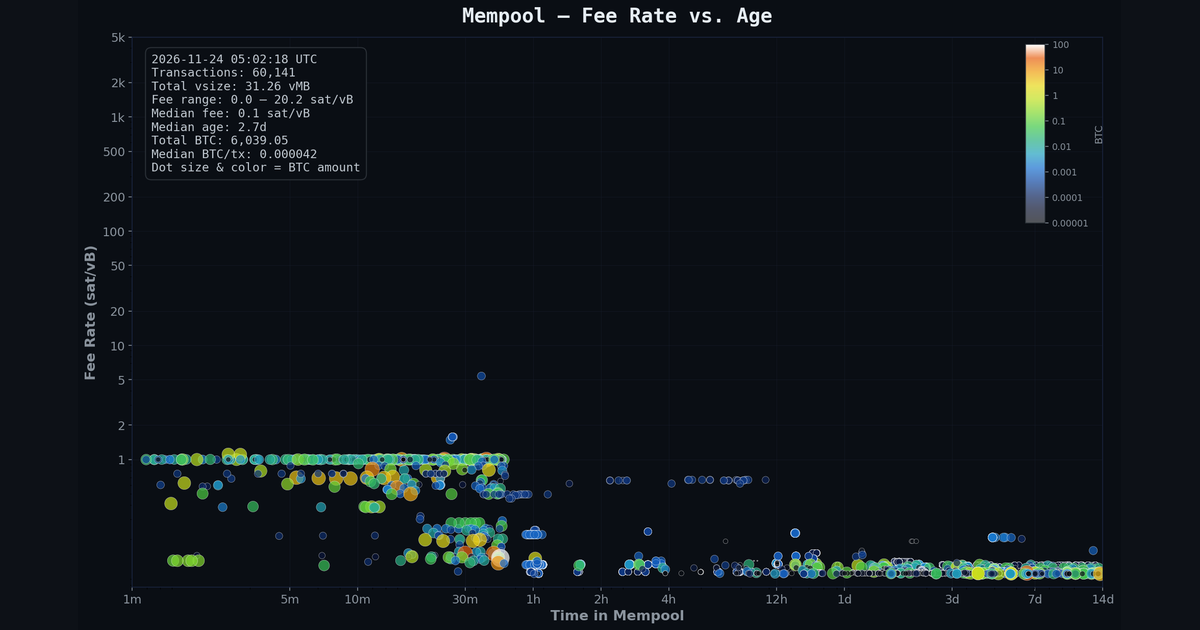 Mempool — Fee Rate vs. Age
2026-11-24 05:02:18 UTC
Transactions: 60,141
Total vsize: 31.26 vMB
Fee range: 0.0 — 20.2 sat/vB
Median fee: 0.1 sat/vB
Median age: 2.7d
Total BTC: 6,039.05
Median BTC/tx: 0.000042
Dot size & color = BTC amount
100
10
1
0.1
0.01
0.001
0.0001
0.00001
BTC
Fee Rate (sat/vB)
5k
2k
1k
500
200
100
50
20
10
5
2
1
1m
5m
10m
30m
1h
2h
4h
12h
1d
3d
7d
14d
Time in Mempool